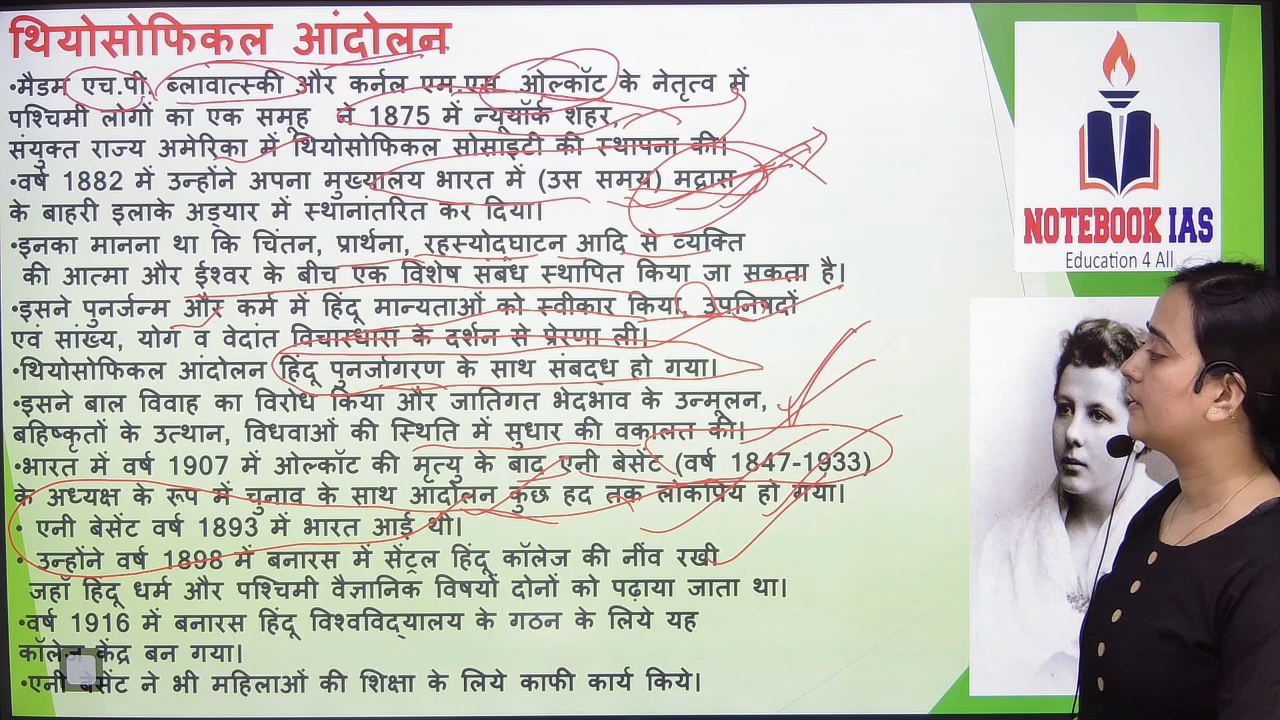 थियोसोफिकल आंदोलन
•मैडम एच.पी. ब्लावात्स्की और कर्नल एम.एस. ओल्कॉट के नेतृत्व में
पश्चिमी लोगों का एक समूह ने 1875 में न्यूयॉर्क शहर,
संयुक्त राज्य अमेरिका में थियोसोफिकल सोसाइटी की स्थापना की।
•वर्ष 1882 में उन्होंने अपना मुख्यालय भारत में (उस समय) मद्रास
के बाहरी इलाके अड्यार में स्थानांतरित कर दिया।
•इनका मानना था कि चिंतन, प्रार्थना, रहस्योद्घाटन आदि से व्यक्ति
की आत्मा और ईश्वर के बीच एक विशेष संबंध स्थापित किया जा सकता है।
•इसने पुनर्जन्म और कर्म में हिंदू मान्यताओं को स्वीकार किया, उपनिषदों
एवं सांख्य, योग व वेदांत विचारधारा के दर्शन से प्रेरणा ली।
•थियोसोफिकल आंदोलन हिंदू पुनर्जागरण के साथ संबद्ध हो गया।
•इसने बाल विवाह का विरोध किया और जातिगत भेदभाव के उन्मूलन,
बहिष्कृतों के उत्थान, विधवाओं की स्थिति में सुधार की वकालत की।
•भारत में वर्ष 1907 में ओल्कॉट की मृत्यु के बाद एनी बेसेंट (वर्ष 1847-1933)
के अध्यक्ष के रूप में चुनाव के साथ आंदोलन कुछ हद तक लोकप्रिय हो गया।
• एनी बेसेंट वर्ष 1893 में भारत आई थी।
• उन्होंने वर्ष 1898 में बनारस में सेंट्रल हिंदू कॉलेज की नींव रखी
जहाँ हिंदू धर्म और पश्चिमी वैज्ञानिक विषयों दोनों को पढ़ाया जाता था।
•वर्ष 1916 में बनारस हिंदू विश्वविद्यालय के गठन के लिये यह
कॉलेज केंद्र बन गया।
•एनी बेसेंट ने भी महिलाओं की शिक्षा के लिये काफी कार्य किये।
NOTEBOOK IAS
Education 4 All